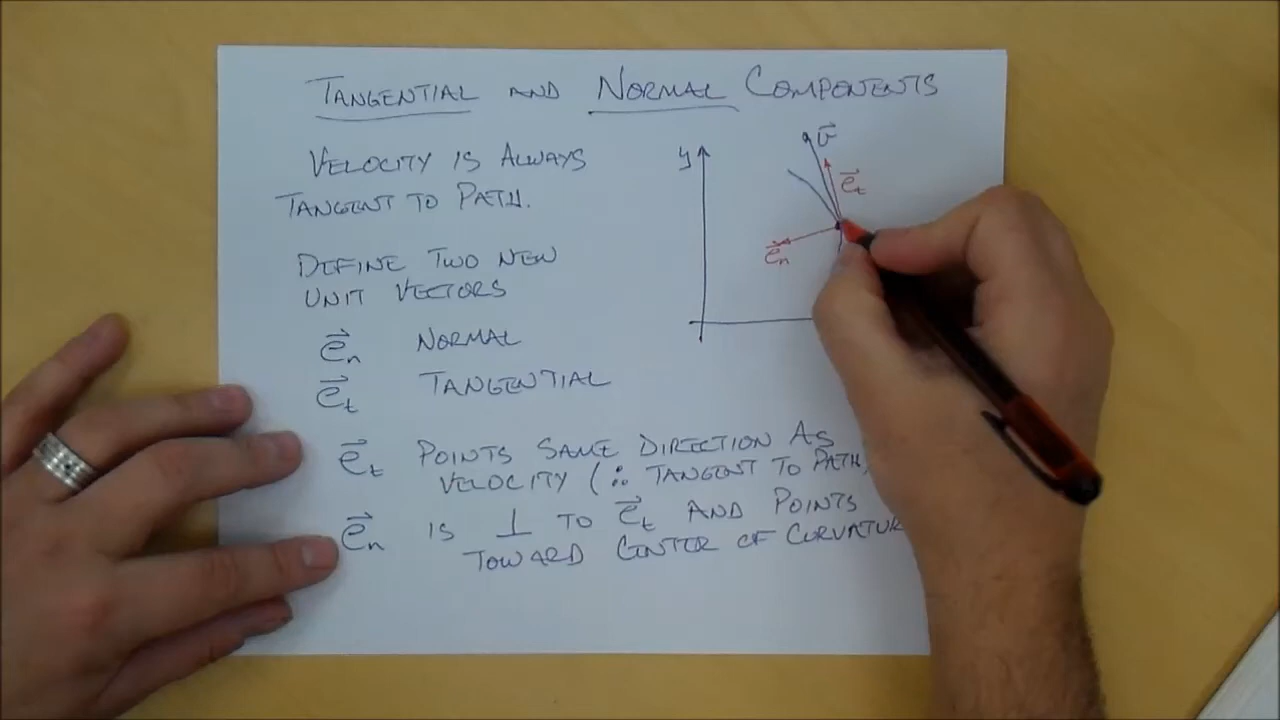 TANGENTIAL AND NORMAL COMPONENTS
VELOCITY IS ALWAYS
TANGENT TO PATH.
DEFINE TWO NEW
UNIT VECTORS
e⃗n NORMAL
e⃗t TANGENTIAL
e⃗t POINTS SAME DIRECTION AS
VELOCITY (∴ TANGENT TO PATH)
e⃗n IS ⊥ TO e⃗t AND POINTS
TOWARD CENTER OF CURVATUR
y
v⃗
e⃗t
e⃗n